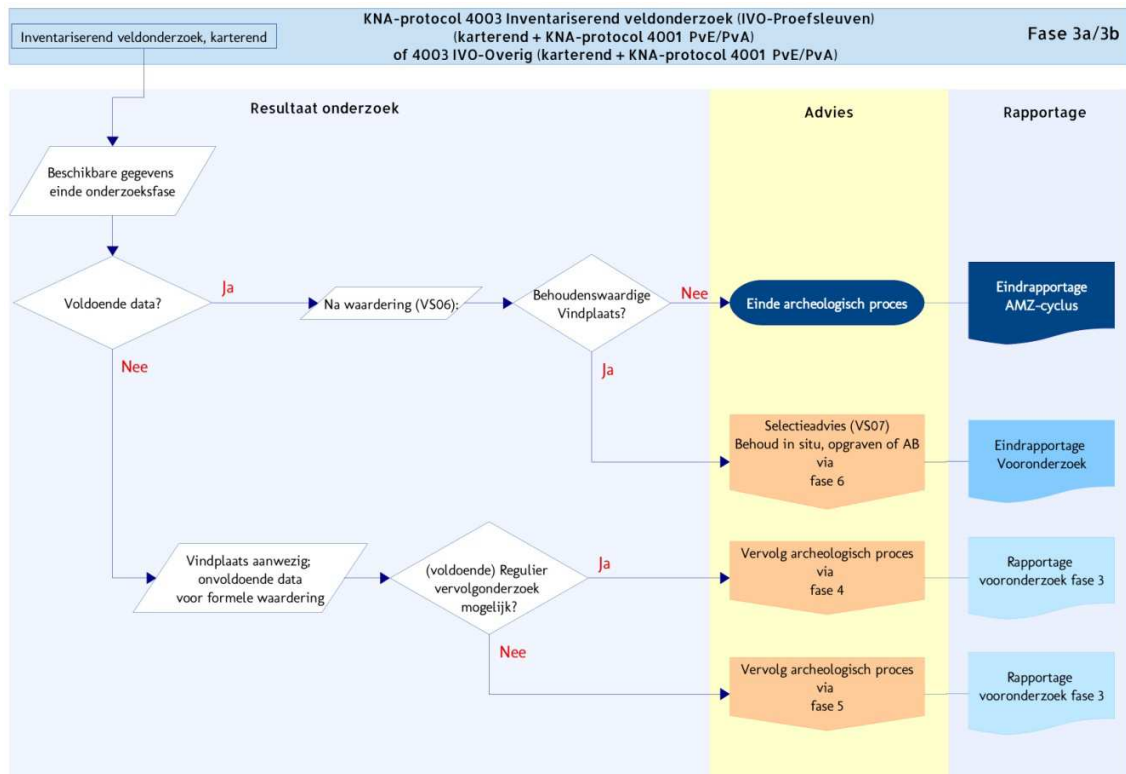 KNA-protocol 4003 Inventariserend veldonderzoek (IVO-Proefsleuven)
(karterend + KNA-protocol 4001 PvE/PvA)
of 4003 IVO-Overig (karterend + KNA-protocol 4001 PvE/PvA)
Fase 3a/3b
Inventariserend veldonderzoek, karterend
Resultaat onderzoek
Advies
Rapportage
Beschikbare gegevens
einde onderzoeksfase
Voldoende data?
Ja
Na waardering (VS06):
Behoudenswaardige
Vindplaats?
Nee
Einde archeologisch proces
Eindrapportage
AMZ-cyclus
Nee
Ja
Selectieadvies (VS07)
Behoud in situ, opgraven of AB
via
fase 6
Eindrapportage
Vooronderzoek
Vindplaats aanwezig;
onvoldoende data
voor formele waardering
(voldoende) Regulier
vervolgonderzoek
mogelijk?
Ja
Vervolg archeologisch proces
via
fase 4
Rapportage
vooronderzoek fase 3
Nee
Vervolg archeologisch proces
via
fase 5
Rapportage
vooronderzoek fase 3